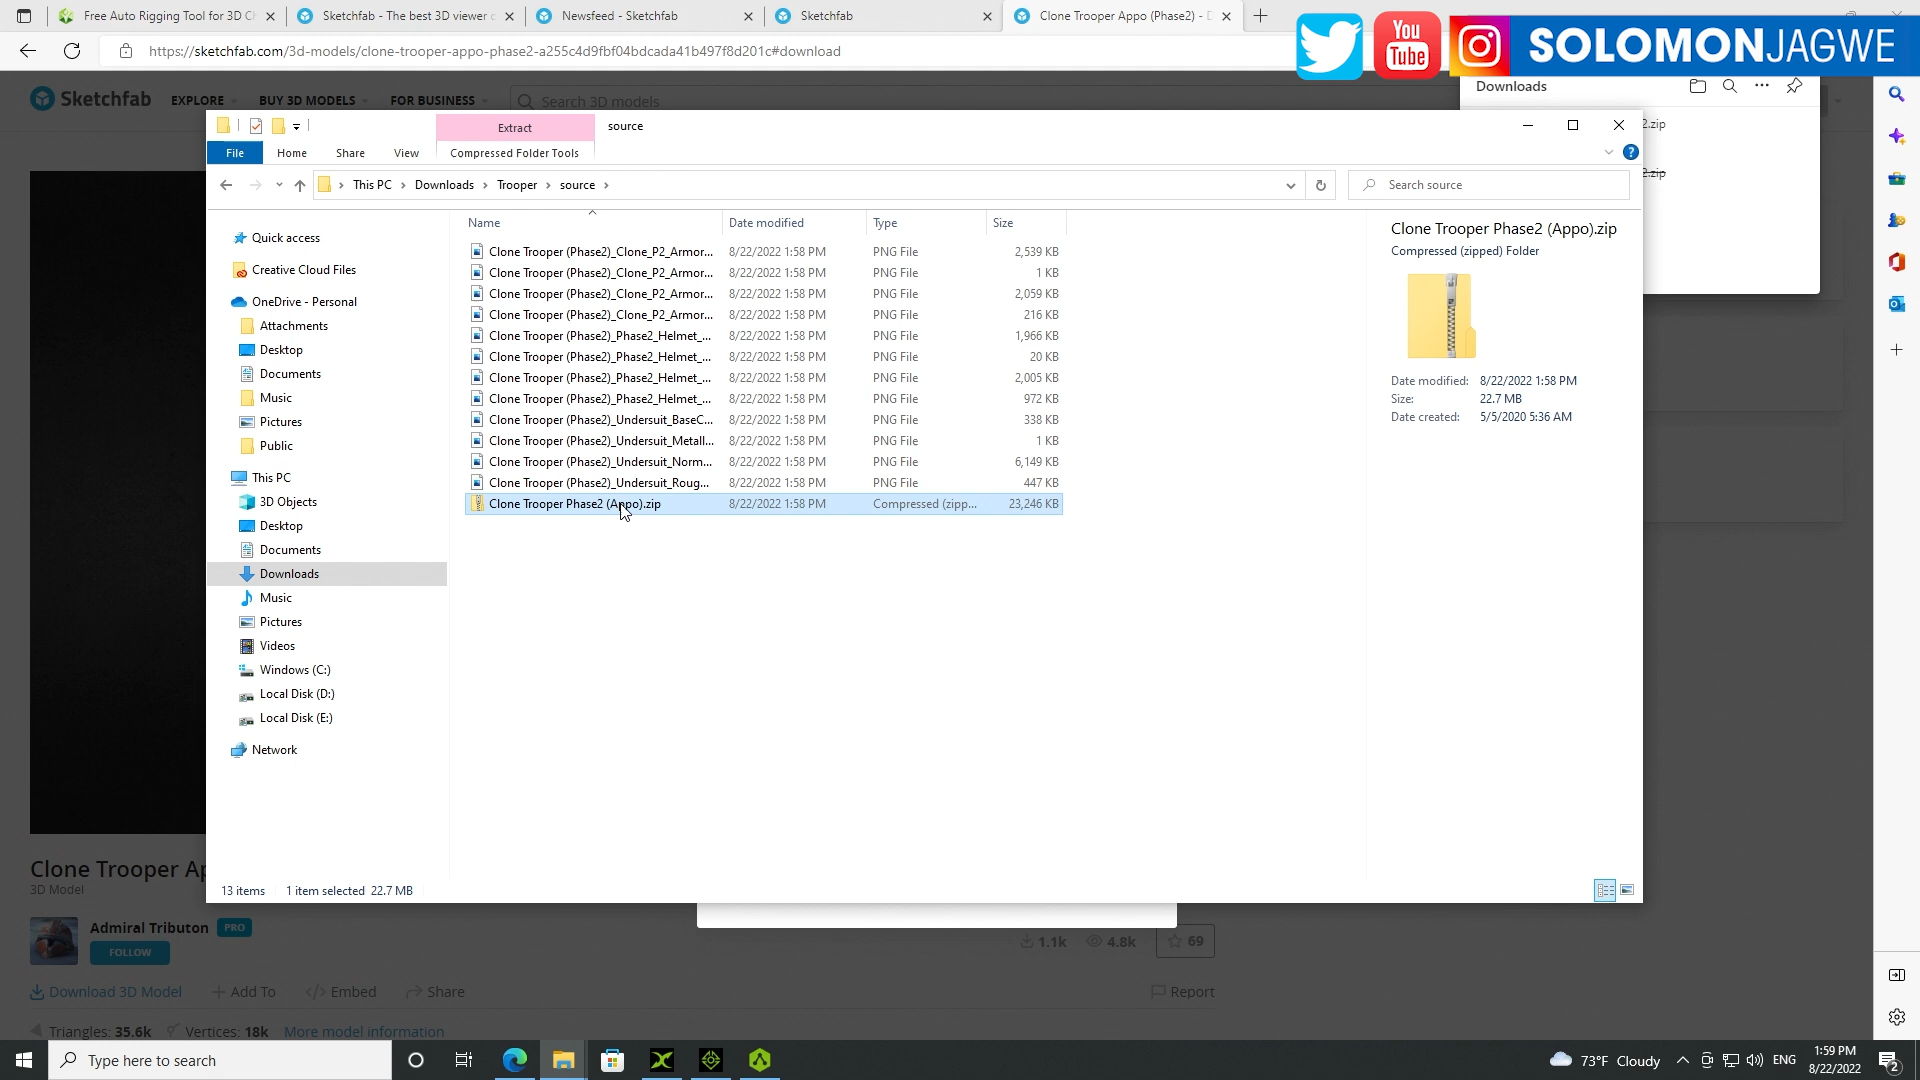 Free Auto Rigging Tool for 3D Ch
Sketchfab - The best 3D viewer o
Newsfeed - Sketchfab
Sketchfab
Clone Trooper Appo (Phase2) - D
https://sketchfab.com/3d-models/clone-trooper-appo-phase2-a255c4d9fbf04bdcada41b497f8d201c#download
You Tube
SOLOMONJAGWE
Sketchfab
EXPLORE
BUY 3D MODELS
FOR BUSINESS
Search 3D models
Downloads
2.zip
2.zip
Extract
source
File
Home
Share
View
Compressed Folder Tools
This PC > Downloads > Trooper > source >
Search source
Name
Date modified
Type
Size
Clone Trooper (Phase2)_Clone_P2_Armor... 8/22/2022 1:58 PM PNG File 2,539 KB
Clone Trooper (Phase2)_Clone_P2_Armor... 8/22/2022 1:58 PM PNG File 1 KB
Clone Trooper (Phase2)_Clone_P2_Armor... 8/22/2022 1:58 PM PNG File 2,059 KB
Clone Trooper (Phase2)_Clone_P2_Armor... 8/22/2022 1:58 PM PNG File 216 KB
Clone Trooper (Phase2)_Phase2_Helmet_... 8/22/2022 1:58 PM PNG File 1,966 KB
Clone Trooper (Phase2)_Phase2_Helmet_... 8/22/2022 1:58 PM PNG File 20 KB
Clone Trooper (Phase2)_Phase2_Helmet_... 8/22/2022 1:58 PM PNG File 2,005 KB
Clone Trooper (Phase2)_Phase2_Helmet_... 8/22/2022 1:58 PM PNG File 972 KB
Clone Trooper (Phase2)_Undersuit_BaseC... 8/22/2022 1:58 PM PNG File 338 KB
Clone Trooper (Phase2)_Undersuit_Metall... 8/22/2022 1:58 PM PNG File 1 KB
Clone Trooper (Phase2)_Undersuit_Norm... 8/22/2022 1:58 PM PNG File 6,149 KB
Clone Trooper (Phase2)_Undersuit_Roug... 8/22/2022 1:58 PM PNG File 447 KB
Clone Trooper Phase2 (Appo).zip 8/22/2022 1:58 PM Compressed (zipp... 23,246 KB
Quick access
Creative Cloud Files
OneDrive - Personal
Attachments
Desktop
Documents
Music
Pictures
Public
This PC
3D Objects
Desktop
Documents
Downloads
Music
Pictures
Videos
Windows (C:)
Local Disk (D:)
Local Disk (E:)
Network
Clone Trooper Phase2 (Appo).zip
Compressed (zipped) Folder
Date modified: 8/22/2022 1:58 PM
Size: 22.7 MB
Date created: 5/5/2020 5:36 AM
13 items 1 item selected 22.7 MB
Clone Trooper Ap
3D Model
Admiral Tributon PRO
FOLLOW
1.1k 4.8k 69
Download 3D Model
Add To
Embed
Share
Report
Triangles: 35.6k Vertices: 18k More model information
Type here to search
73°F Cloudy
ENG
1:59 PM
8/22/2022
2